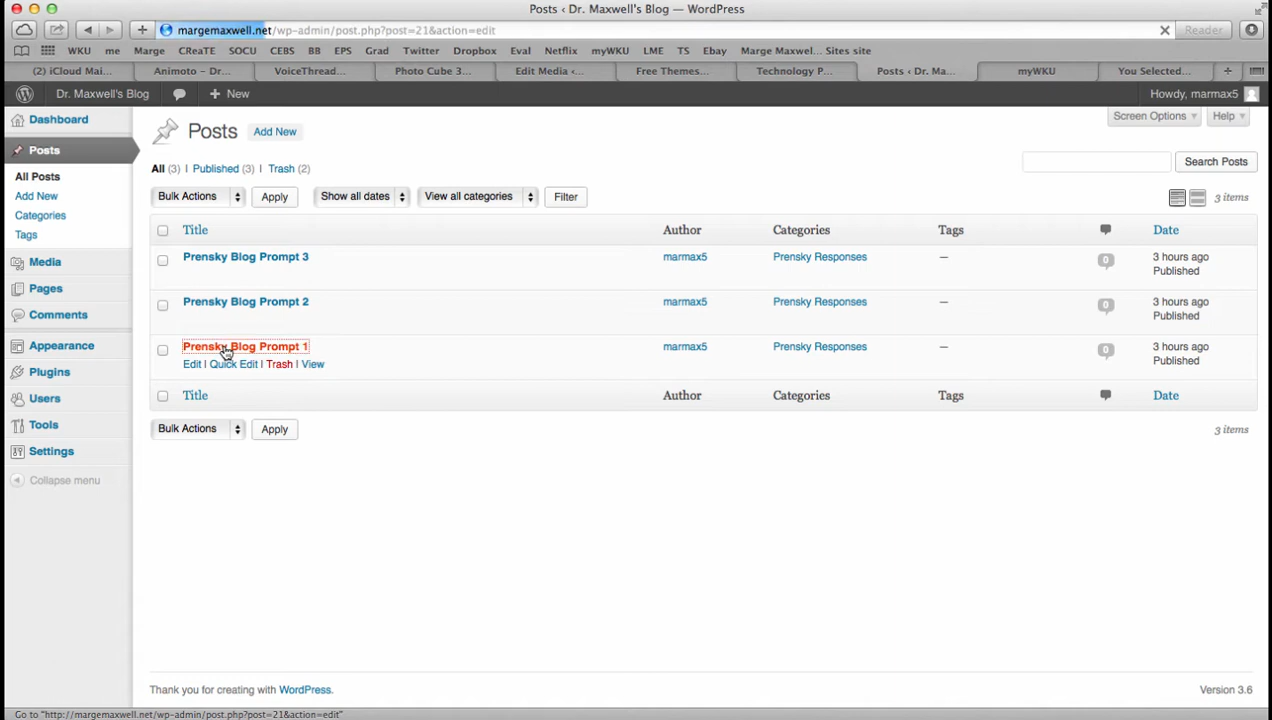 Posts ‹ Dr. Maxwell's Blog — WordPress
margemaxwell.net/wp-admin/post.php?post=21&action=edit
Reader
WKU me Marge CReaTE SOCU CEBS BB EPS Grad Twitter Dropbox Eval Netflix myWKU LME TS Ebay Marge Maxwel... Sites site
(2) iCloud Mai... Animoto – Dr... VoiceThread... Photo Cube 3... Edit Media ‹... Free Themes... Technology P... Posts ‹ Dr. Ma... myWKU You Selected...
Dr. Maxwell's Blog + New Howdy, marmax5
Screen Options Help
Dashboard
Posts
All Posts
Add New
Categories
Tags
Media
Pages
Comments
Appearance
Plugins
Users
Tools
Settings
Collapse menu
Posts Add New
All (3) | Published (3) | Trash (2)
Search Posts
Bulk Actions Apply Show all dates View all categories Filter 3 items
Title Author Categories Tags Date
Prensky Blog Prompt 3 marmax5 Prensky Responses — 0 3 hours ago
Published
Prensky Blog Prompt 2 marmax5 Prensky Responses — 0 3 hours ago
Published
Prensky Blog Prompt 1 marmax5 Prensky Responses — 0 3 hours ago
Edit | Quick Edit | Trash | View Published
Title Author Categories Tags Date
Bulk Actions Apply 3 items
Thank you for creating with WordPress. Version 3.6
Go to "http://margemaxwell.net/wp-admin/post.php?post=21&action=edit"